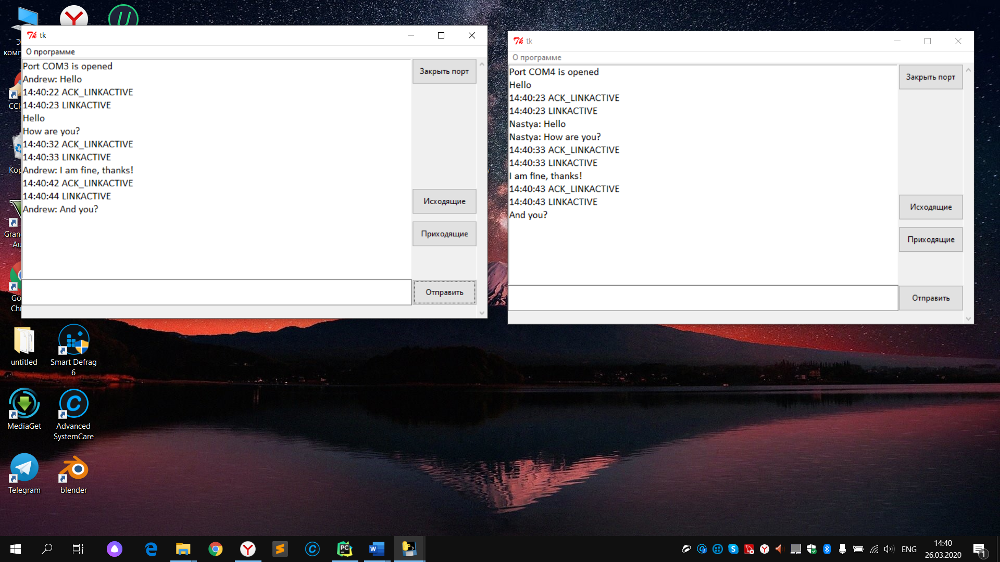 tk
О программе
Port COM3 is opened
Andrew: Hello
14:40:22 ACK_LINKACTIVE
14:40:23 LINKACTIVE
Hello
How are you?
14:40:32 ACK_LINKACTIVE
14:40:33 LINKACTIVE
Andrew: I am fine, thanks!
14:40:42 ACK_LINKACTIVE
14:40:44 LINKACTIVE
Andrew: And you?
Закрыть порт
Исходящие
Приходящие
Отправить
tk
О программе
Port COM4 is opened
Hello
14:40:23 ACK_LINKACTIVE
14:40:23 LINKACTIVE
Nastya: Hello
Nastya: How are you?
14:40:33 ACK_LINKACTIVE
14:40:33 LINKACTIVE
I am fine, thanks!
14:40:43 ACK_LINKACTIVE
14:40:43 LINKACTIVE
And you?
Закрыть порт
Исходящие
Приходящие
Отправить
untitled
Smart Defrag
6
MediaGet
Advanced
SystemCare
Telegram
blender
ENG
14:40
26.03.2020
1